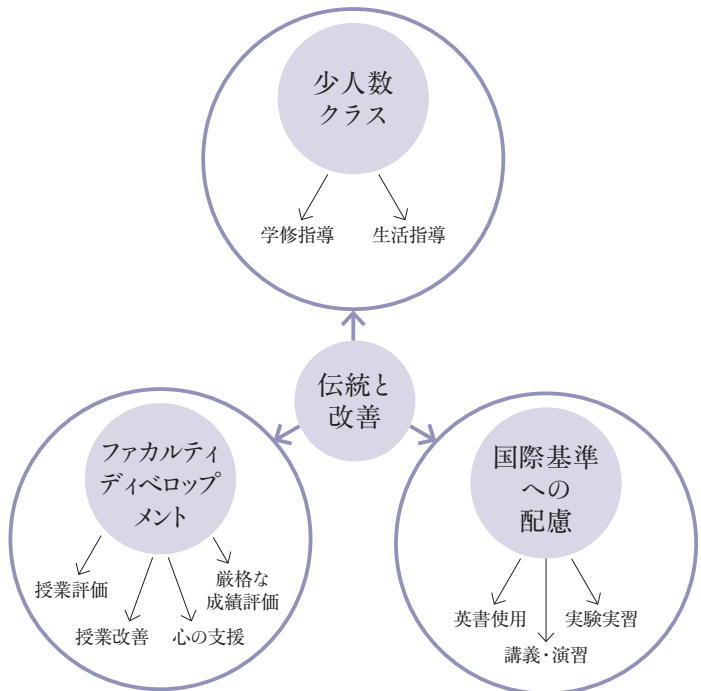 少人数
クラス
学修指導
生活指導
伝統と
改善
ファカルティ
ディベロップ
メント
授業評価
授業改善
心の支援
厳格な
成績評価
国際基準
への
配慮
英書使用
講義・演習
実験実習